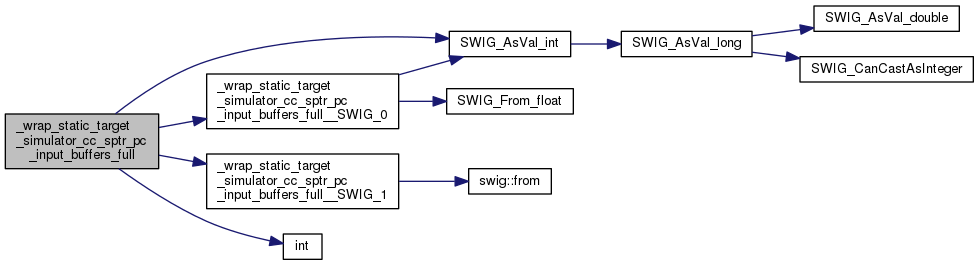 _wrap_static_target
_simulator_cc_sptr_pc
_input_buffers_full
_wrap_static_target
_simulator_cc_sptr_pc
_input_buffers_full__SWIG_0
_wrap_static_target
_simulator_cc_sptr_pc
_input_buffers_full__SWIG_1
int
SWIG_AsVal_int
SWIG_From_float
swig::from
SWIG_AsVal_long
SWIG_AsVal_double
SWIG_CanCastAsInteger